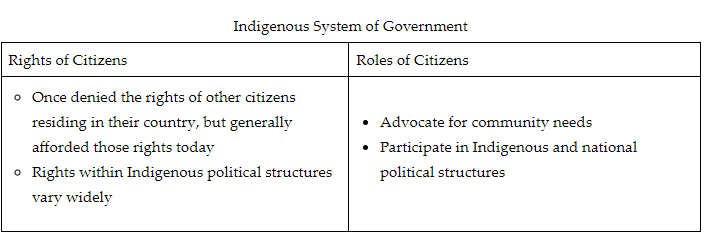 Indigenous System of Government
Rights of Citizens
Roles of Citizens
Once denied the rights of other citizens
residing in their country, but generally
afforded those rights today
Rights within Indigenous political structures
vary widely
Advocate for community needs
Participate in Indigenous and national
political structures